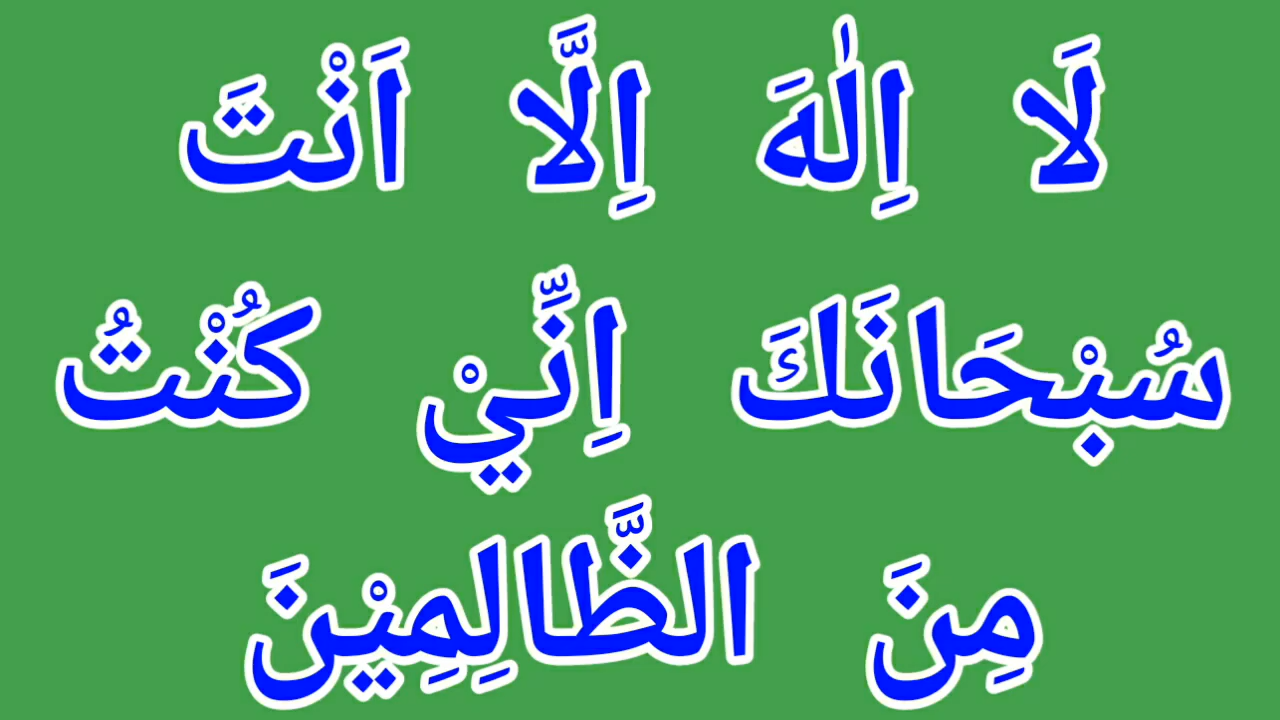 لَا اِلٰهَ اِلَّا اَنْتَ
سُبْحَانَكَ اِنِّيْ كُنْتُ
مِنَ الظَّالِمِيْنَ